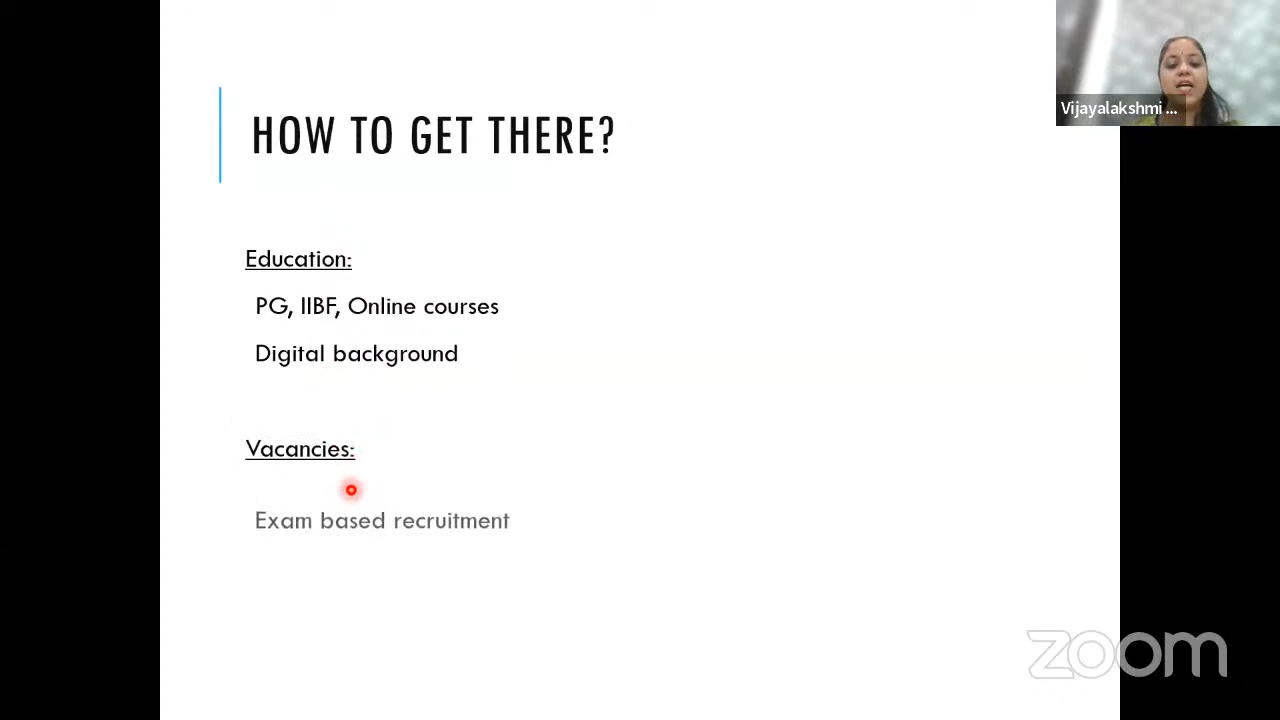 HOW TO GET THERE?
Vijayalakshmi ...
Education:
PG, IIBF, Online courses
Digital background
Vacancies:
Exam based recruitment
zoom